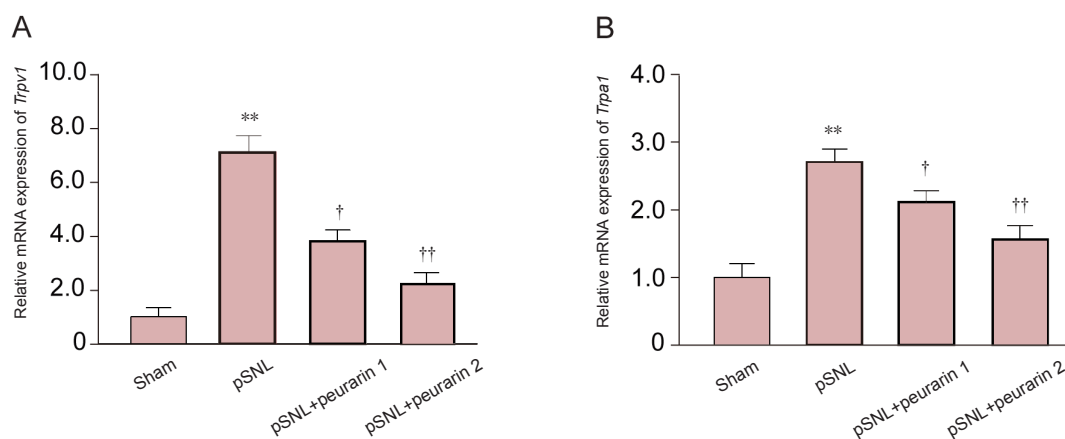 A
Relative mRNA expression of Trpv1
10.0
8.0
6.0
4.0
2.0
0
**
†
††
Sham
pSNL
pSNL+peurarin 1
pSNL+peurarin 2
B
Relative mRNA expression of Trpa1
4.0
3.0
2.0
1.0
0
**
†
††
Sham
pSNL
pSNL+peurarin 1
pSNL+peurarin 2